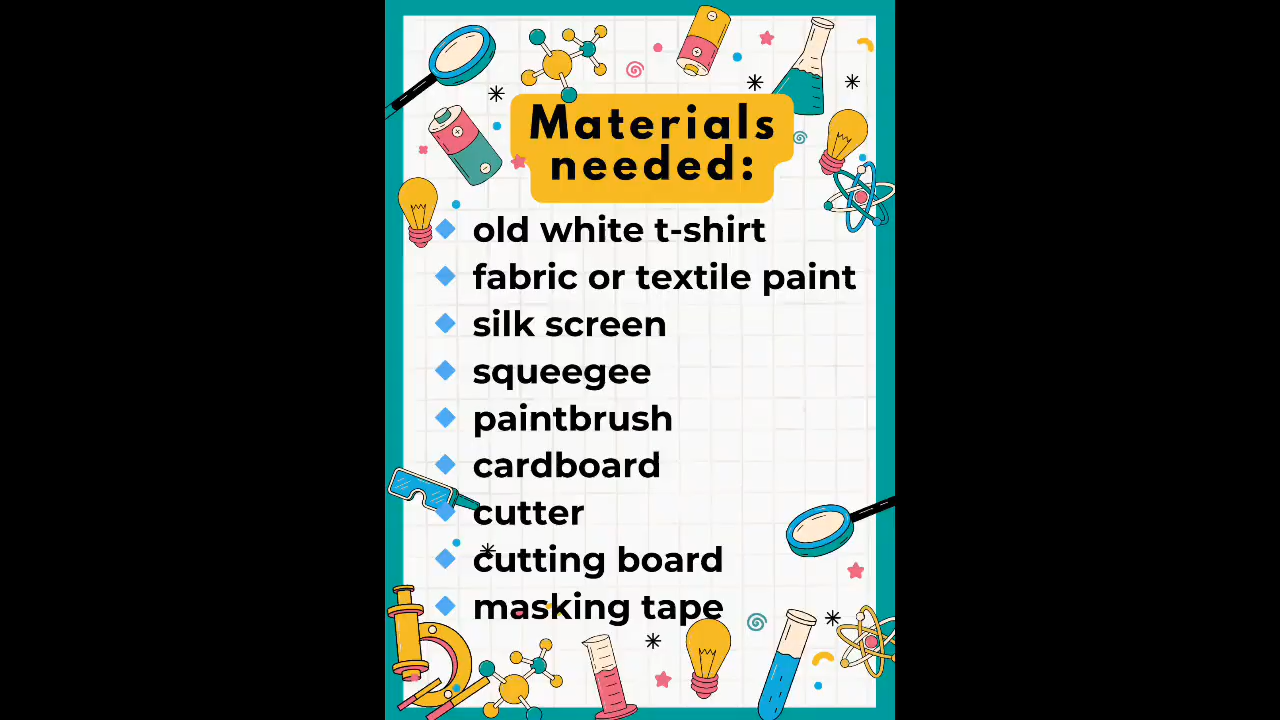 Materials
needed:
old white t-shirt
fabric or textile paint
silk screen
squeegee
paintbrush
cardboard
cutter
cutting board
masking tape